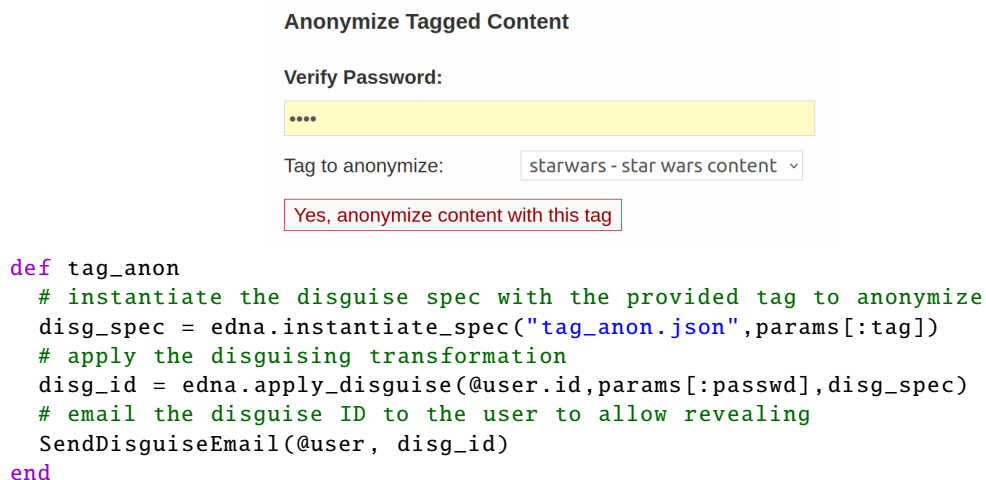 Anonymize Tagged Content
Verify Password:
••••
Tag to anonymize: starwars - star wars content
Yes, anonymize content with this tag
def tag_anon
  # instantiate the disguise spec with the provided tag to anonymize
  disg_spec = edna.instantiate_spec("tag_anon.json",params[:tag])
  # apply the disguising transformation
  disg_id = edna.apply_disguise(@user.id,params[:passwd],disg_spec)
  # email the disguise ID to the user to allow revealing
  SendDisguiseEmail(@user, disg_id)
end